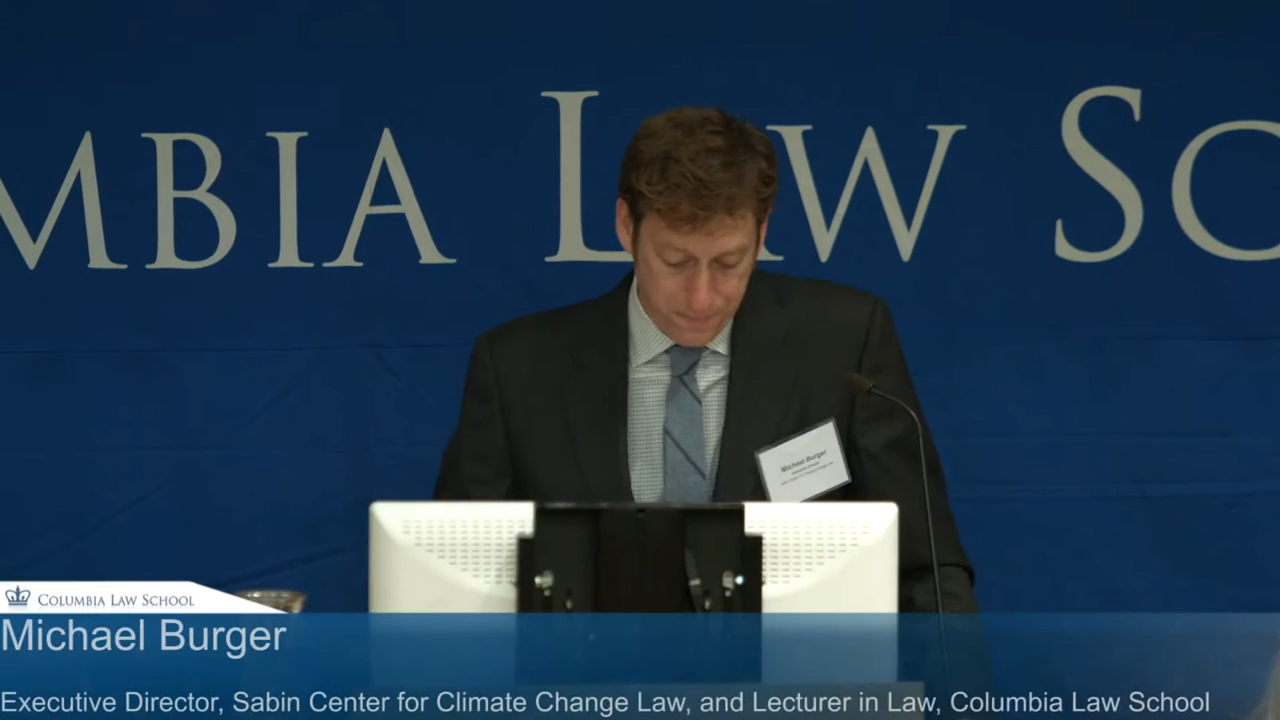 MBIA LAW SC
Michael Burger
COLUMBIA LAW SCHOOL
Michael Burger
Executive Director, Sabin Center for Climate Change Law, and Lecturer in Law, Columbia Law School